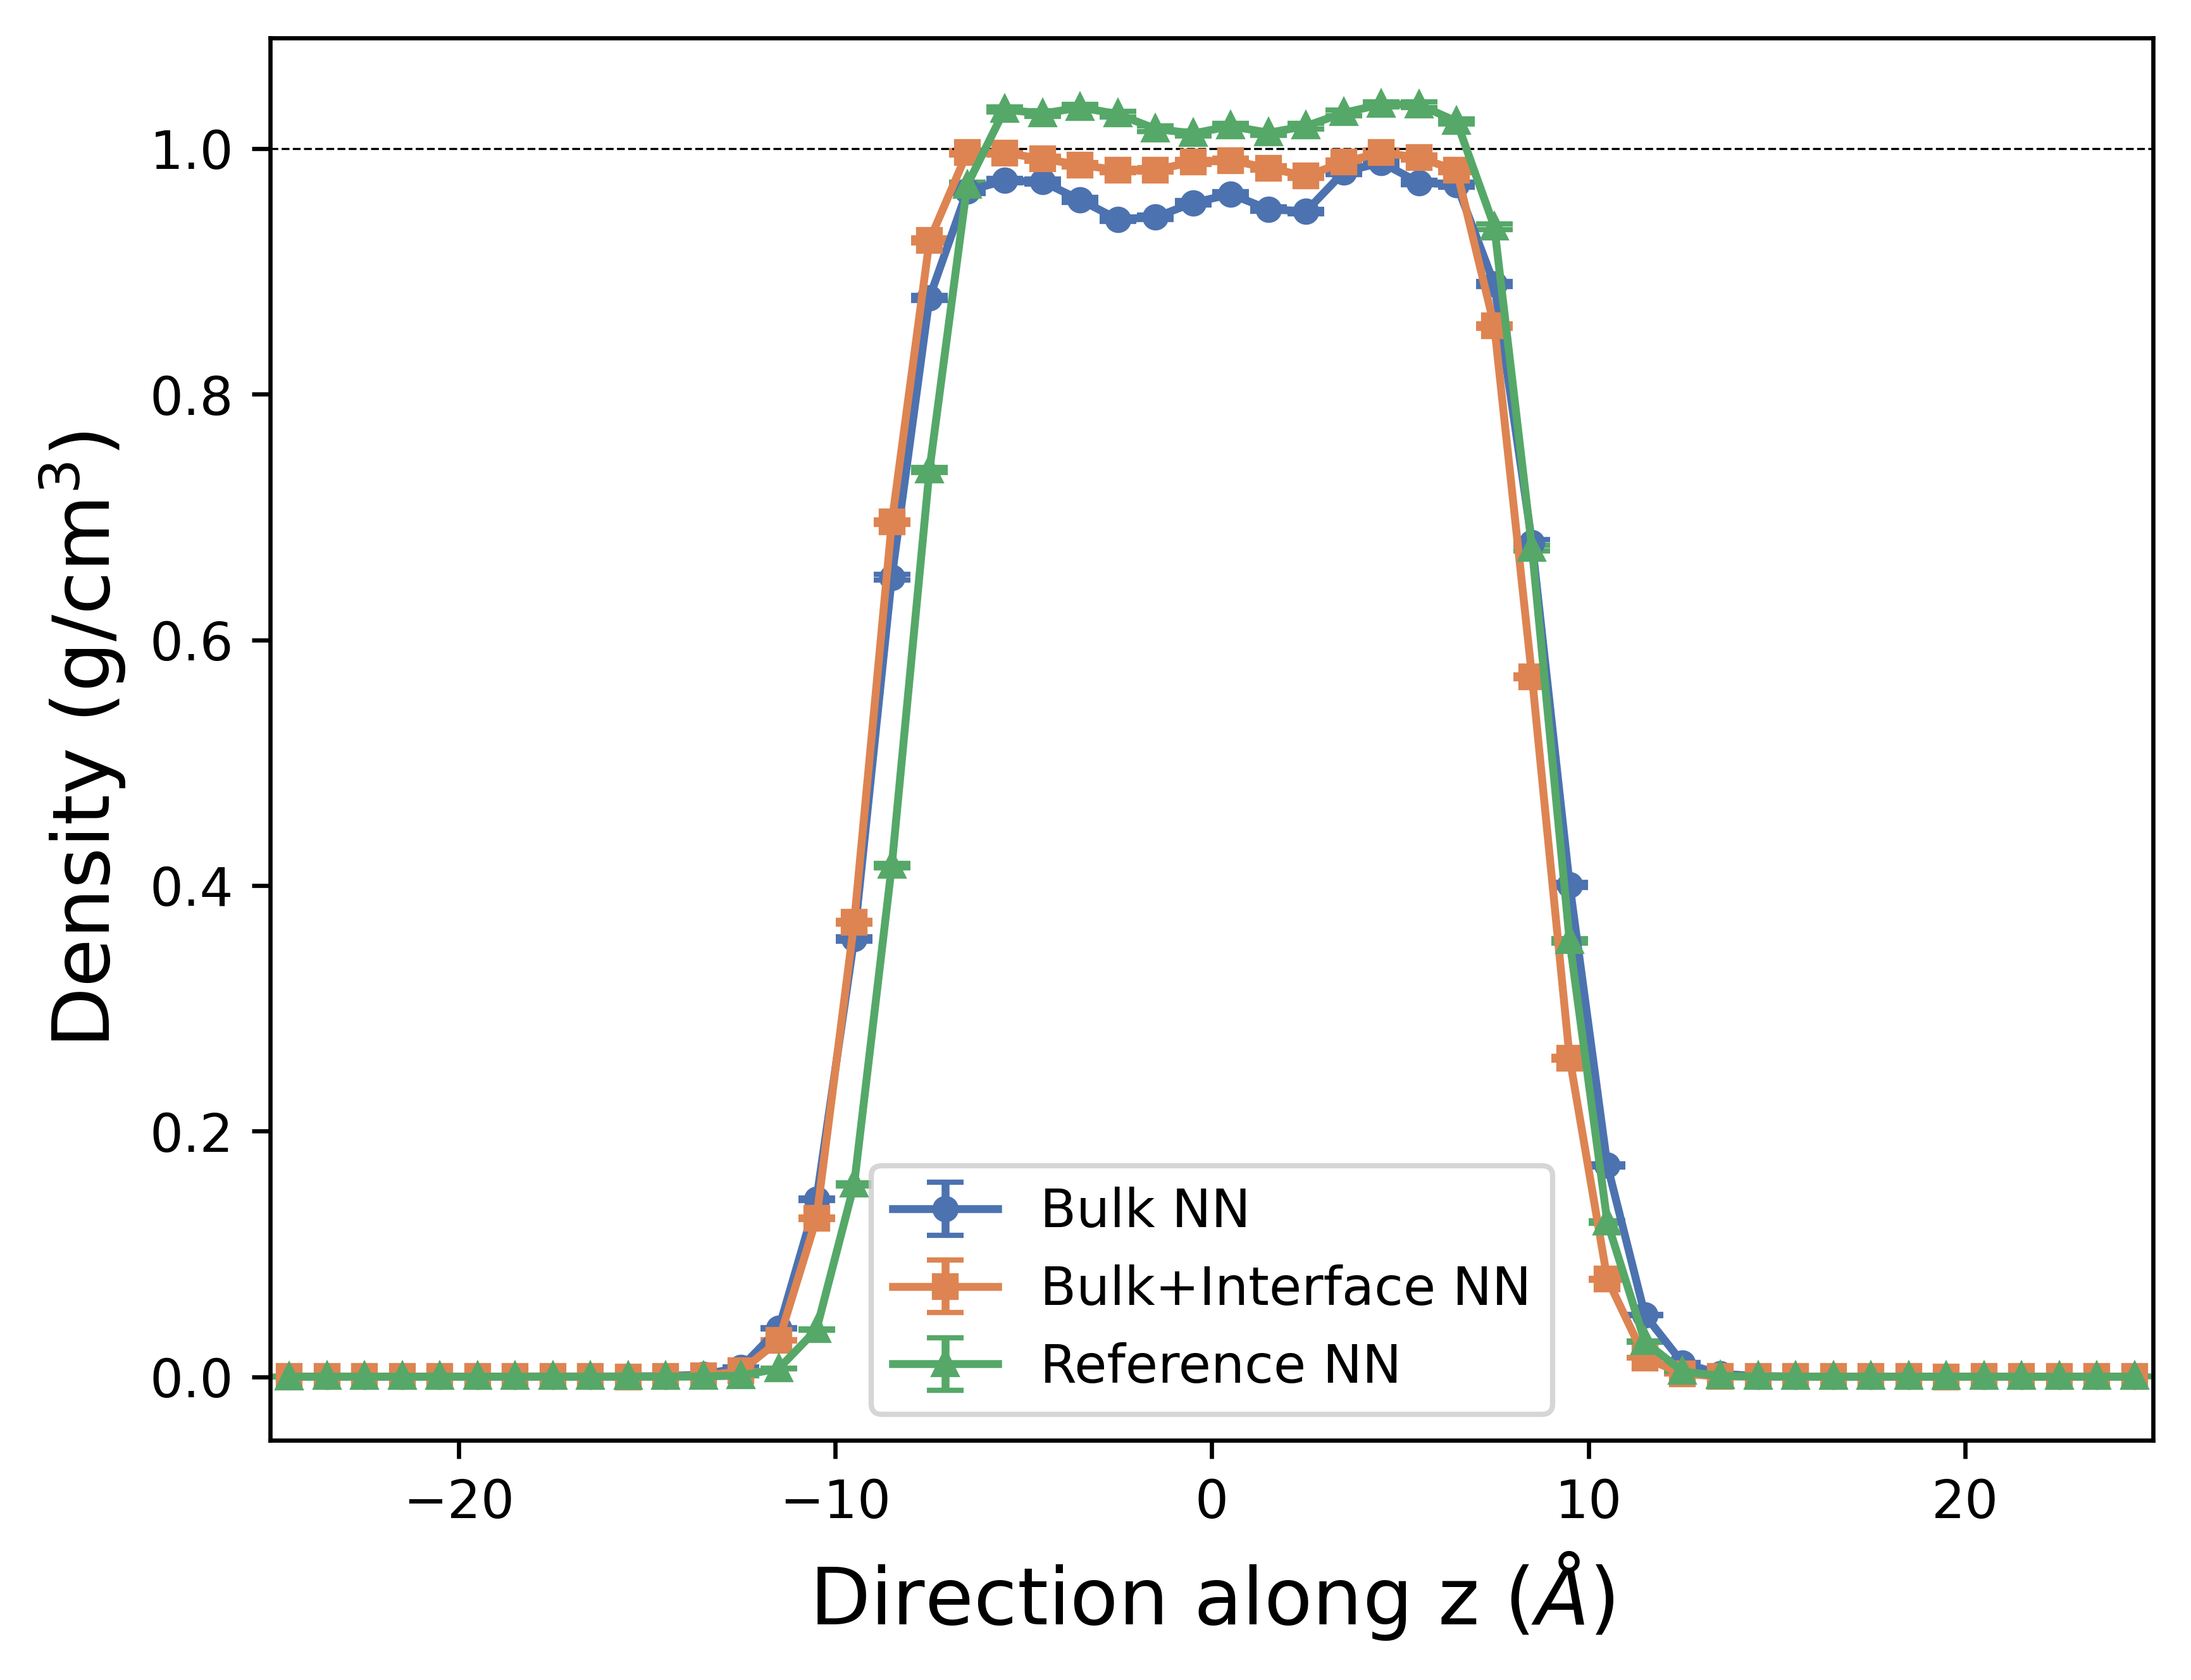 1.0
0.8
0.6
0.4
0.2
0.0
Density (g/cm³)
Bulk NN
Bulk+Interface NN
Reference NN
−20 −10 0 10 20
Direction along z (Å)